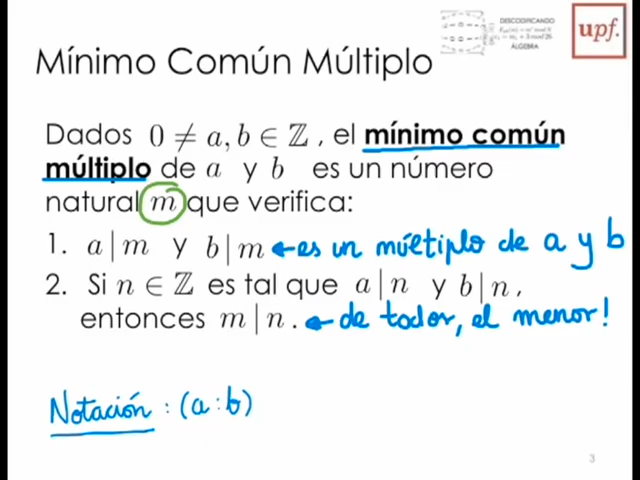 DESCODIFICANDO
ÁLGEBRA
upf.
Mínimo Común Múltiplo
Dados 0 ≠ a, b ∈ ℤ , el mínimo común
múltiplo de a y b es un número
natural m que verifica:
1. a|m y b|m ← es un múltiplo de a y b
2. Si n ∈ ℤ es tal que a|n y b|n,
entonces m|n. ← de todos, el menor!
Notación : (a : b)
3